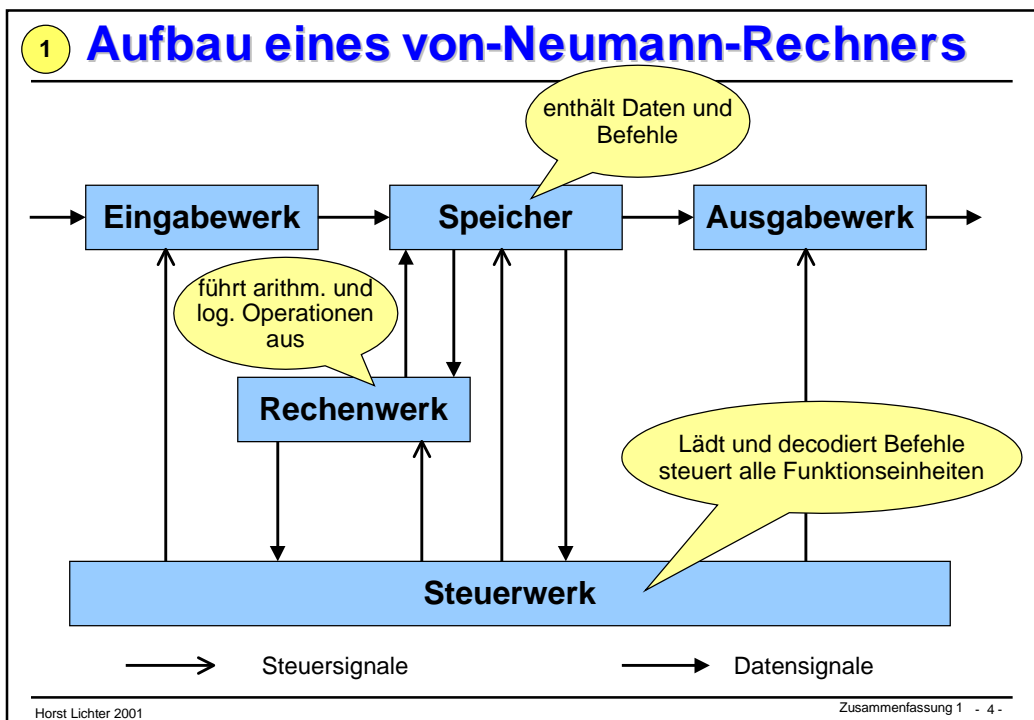 1 Aufbau eines von-Neumann-Rechners
enthält Daten und
Befehle
Eingabewerk
Speicher
Ausgabewerk
führt arithm. und
log. Operationen
aus
Rechenwerk
Lädt und decodiert Befehle
steuert alle Funktionseinheiten
Steuerwerk
Steuersignale
Datensignale
Horst Lichter 2001
Zusammenfassung 1 - 4 -